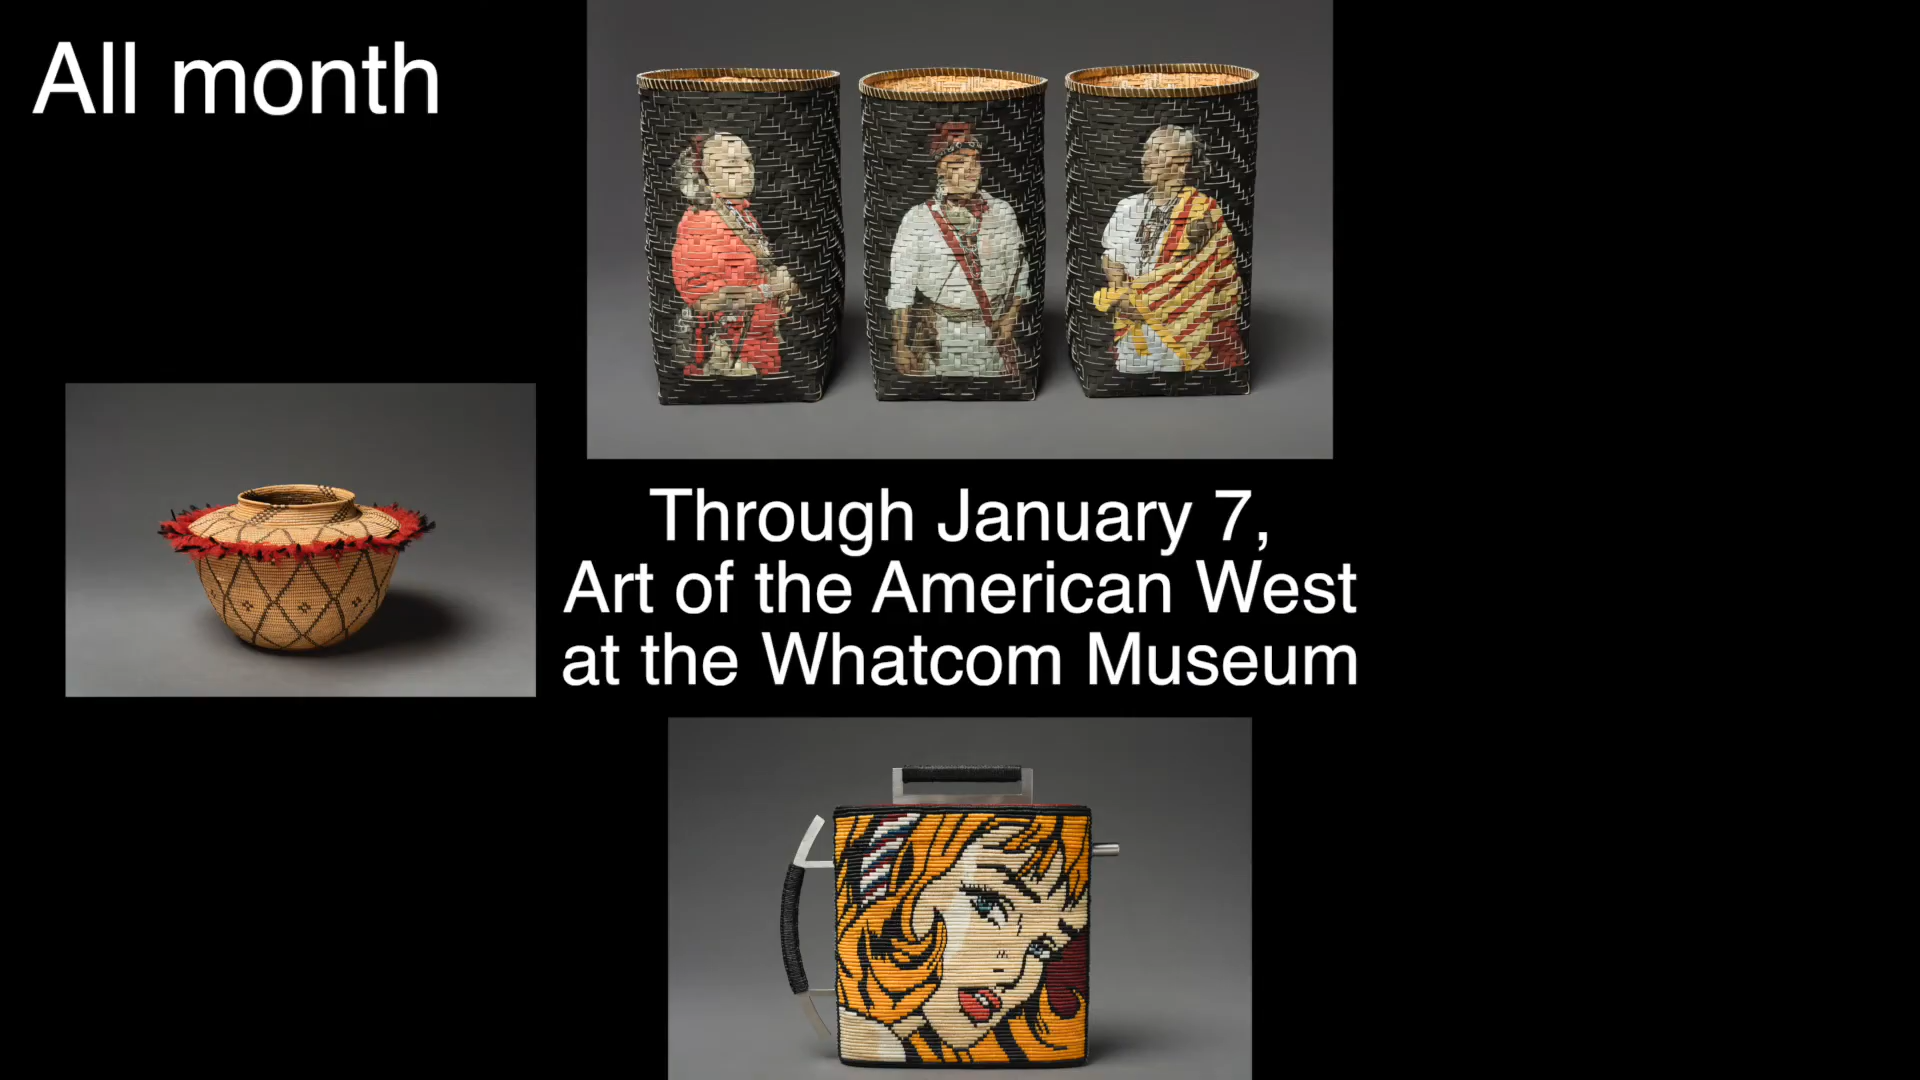 All month
Through January 7,
Art of the American West
at the Whatcom Museum